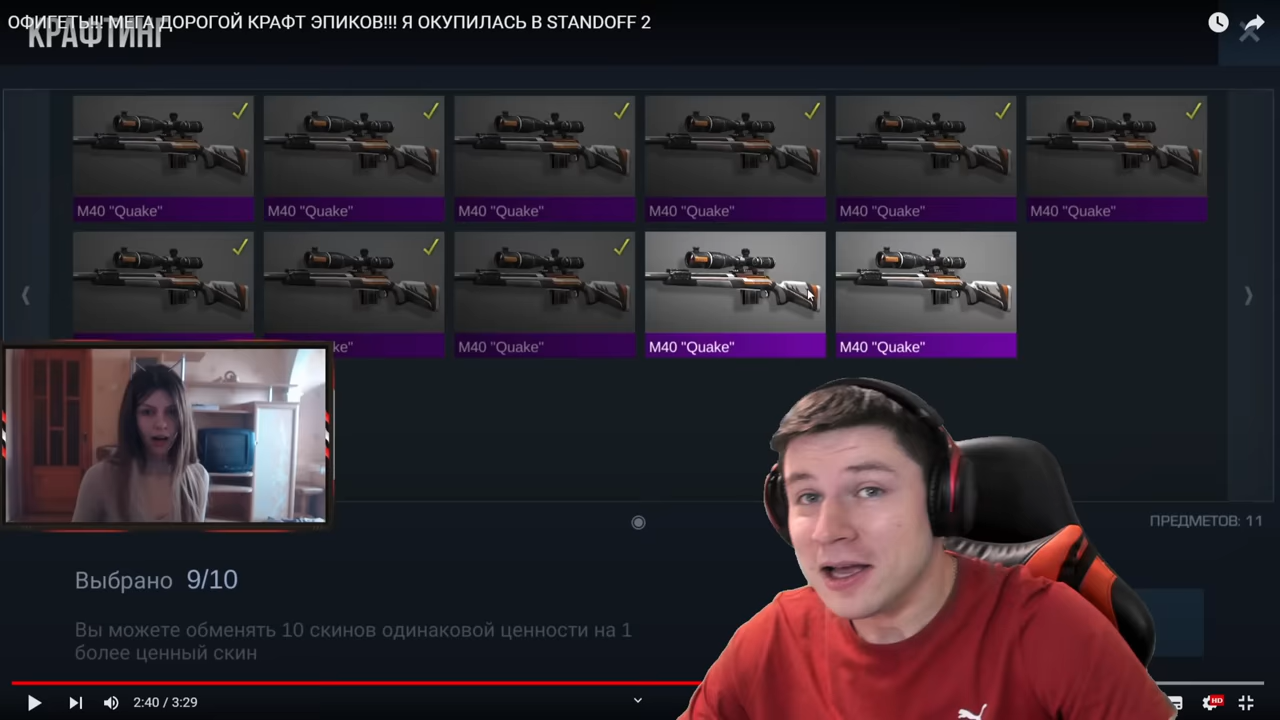 ОФИГЕТЬ!!! МЕГА ДОРОГОЙ КРАФТ ЭПИКОВ!!! Я ОКУПИЛАСЬ В STANDOFF 2
КРАФТИНГ
M40 "Quake" M40 "Quake" M40 "Quake" M40 "Quake" M40 "Quake" M40 "Quake"
ke" M40 "Quake" M40 "Quake" M40 "Quake"
ПРЕДМЕТОВ: 11
Выбрано 9/10
Вы можете обменять 10 скинов одинаковой ценности на 1
более ценный скин
2:40 / 3:29
HD